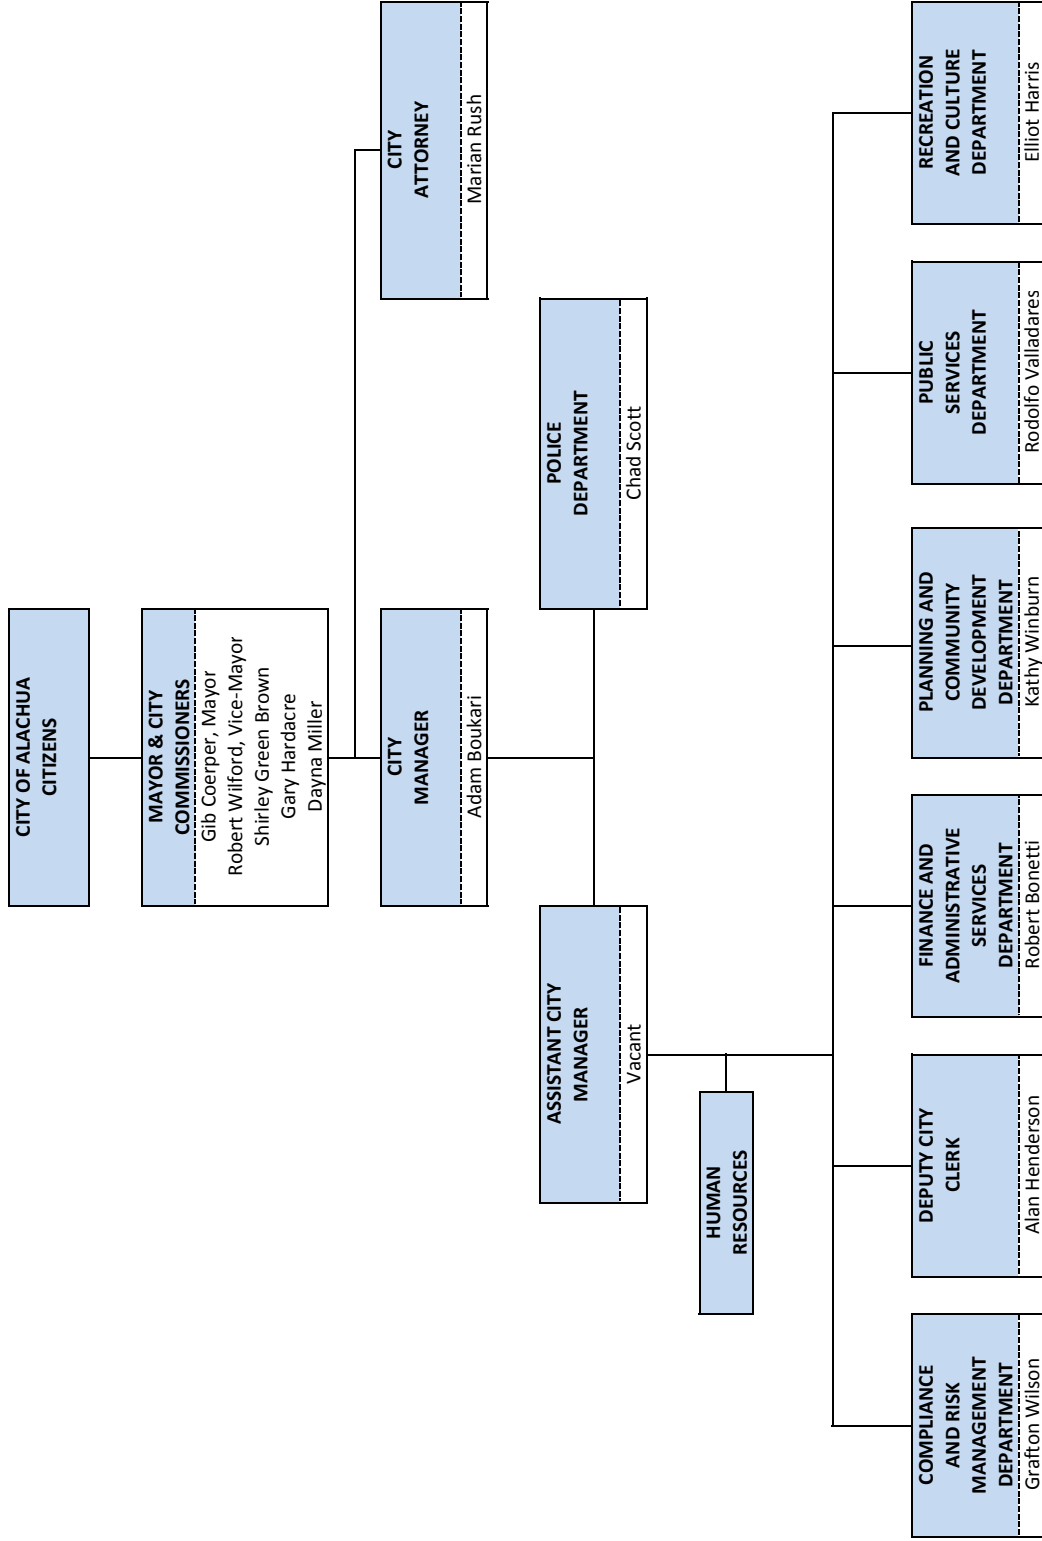 CITY OF ALACHUA
CITIZENS
MAYOR & CITY
COMMISSIONERS
Gib Coerper, Mayor
Robert Wilford, Vice-Mayor
Shirley Green Brown
Gary Hardacre
Dayna Miller
CITY
MANAGER
Adam Boukari
CITY
ATTORNEY
Marian Rush
ASSISTANT CITY
MANAGER
Vacant
POLICE
DEPARTMENT
Chad Scott
HUMAN
RESOURCES
COMPLIANCE
AND RISK
MANAGEMENT
DEPARTMENT
Grafton Wilson
DEPUTY CITY
CLERK
Alan Henderson
FINANCE AND
ADMINISTRATIVE
SERVICES
DEPARTMENT
Robert Bonetti
PLANNING AND
COMMUNITY
DEVELOPMENT
DEPARTMENT
Kathy Winburn
PUBLIC
SERVICES
DEPARTMENT
Rodolfo Valladares
RECREATION
AND CULTURE
DEPARTMENT
Elliot Harris